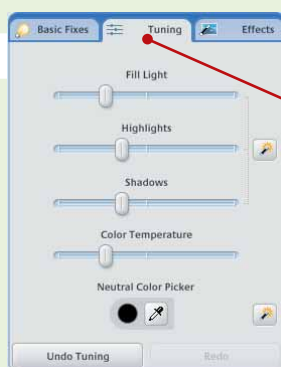 Basic Fixes Tuning Effects
Fill Light
Highlights
Shadows
Color Temperature
Neutral Color Picker
Undo Tuning Redo